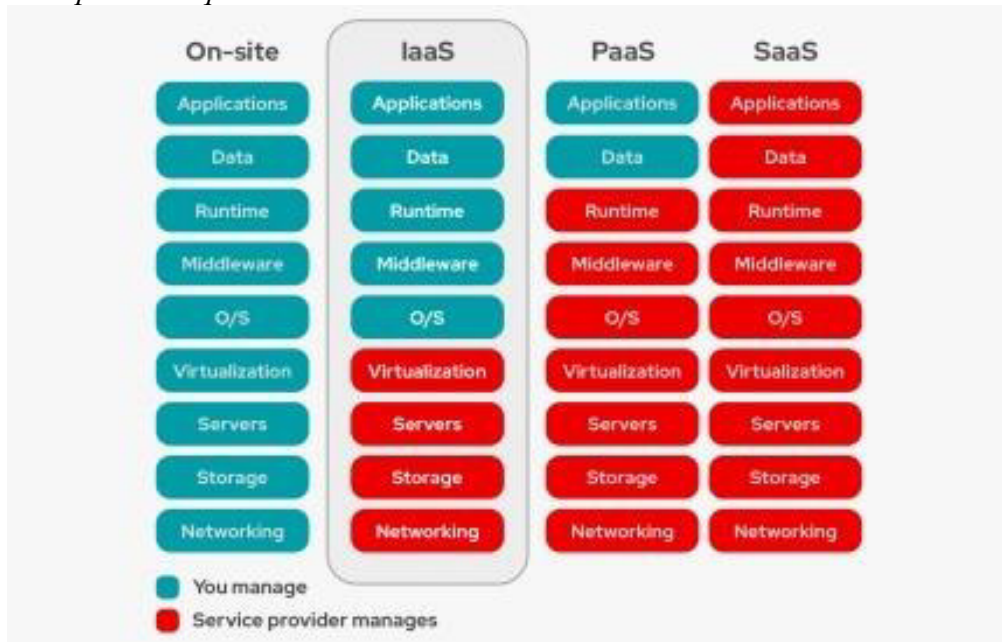 On-site IaaS PaaS SaaS
Applications Applications Applications Applications
Data Data Data Data
Runtime Runtime Runtime Runtime
Middleware Middleware Middleware Middleware
O/S O/S O/S O/S
Virtualization Virtualization Virtualization Virtualization
Servers Servers Servers Servers
Storage Storage Storage Storage
Networking Networking Networking Networking
You manage
Service provider manages